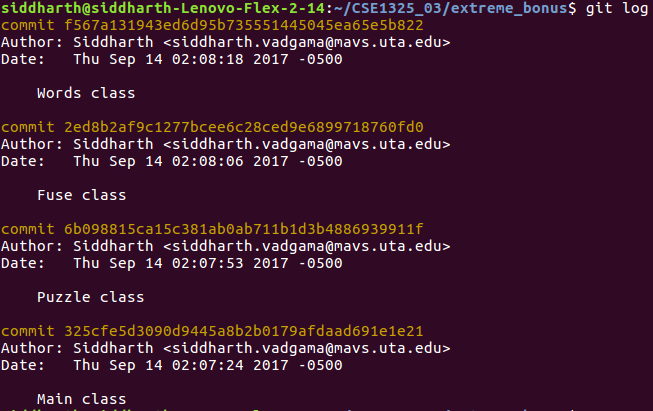 siddharth@siddharth-Lenovo-Flex-2-14:~/CSE1325_03/extreme_bonus$ git log
commit f567a131943ed6d95b735551445045ea65e5b822
Author: Siddharth <siddharth.vadgama@mavs.uta.edu>
Date:   Thu Sep 14 02:08:18 2017 -0500
Words class
commit 2ed8b2af9c1277bcee6c28ced9e6899718760fd0
Author: Siddharth <siddharth.vadgama@mavs.uta.edu>
Date:   Thu Sep 14 02:08:06 2017 -0500
Fuse class
commit 6b098815ca15c381ab0ab711b1d3b4886939911f
Author: Siddharth <siddharth.vadgama@mavs.uta.edu>
Date:   Thu Sep 14 02:07:53 2017 -0500
Puzzle class
commit 325cfe5d3090d9445a8b2b0179afdaad691e1e21
Author: Siddharth <siddharth.vadgama@mavs.uta.edu>
Date:   Thu Sep 14 02:07:24 2017 -0500
Main class